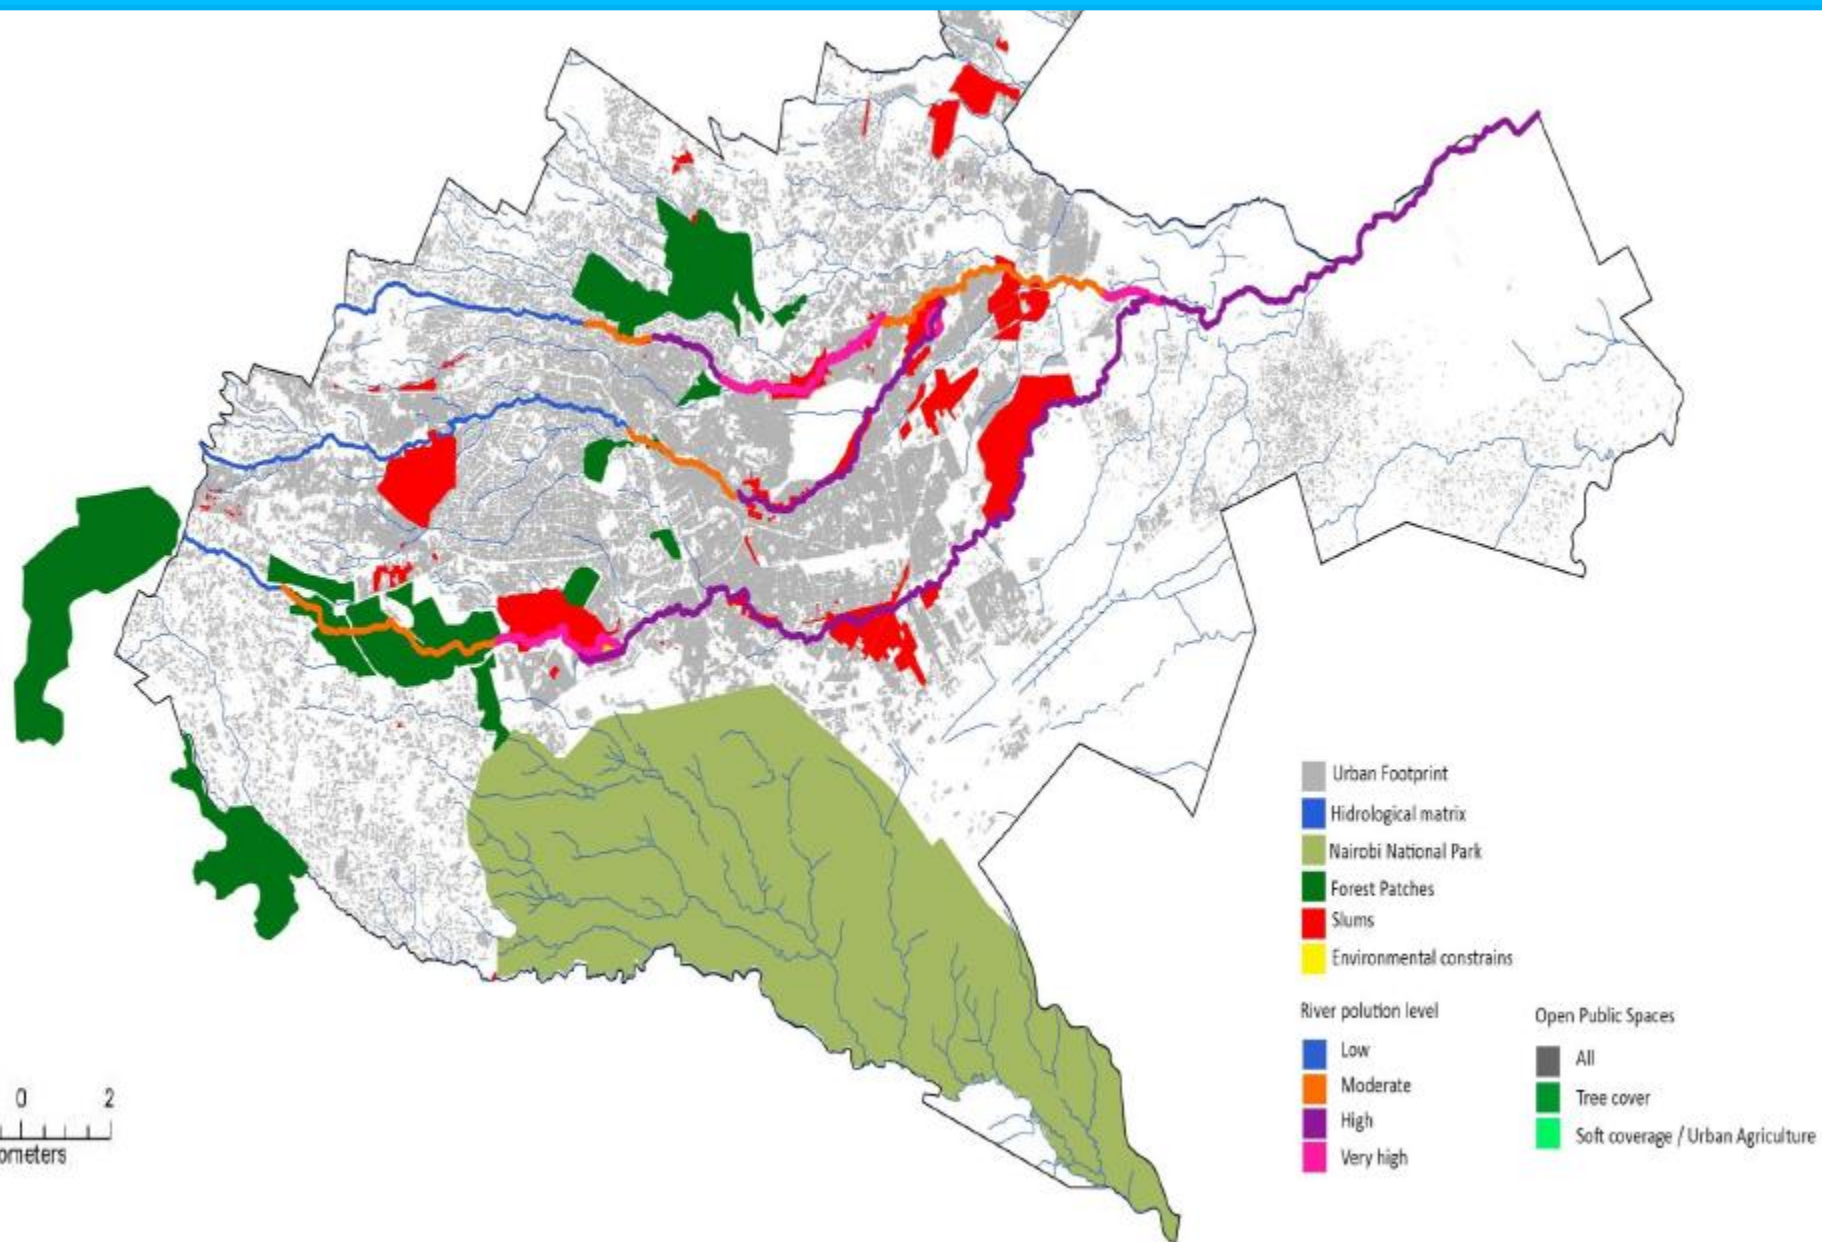 Urban Footprint
Hidrological matrix
Nairobi National Park
Forest Patches
Slums
Environmental constrains
River polution level
Low
Moderate
High
Very high
Open Public Spaces
All
Tree cover
Soft coverage / Urban Agriculture
0 2
ometers